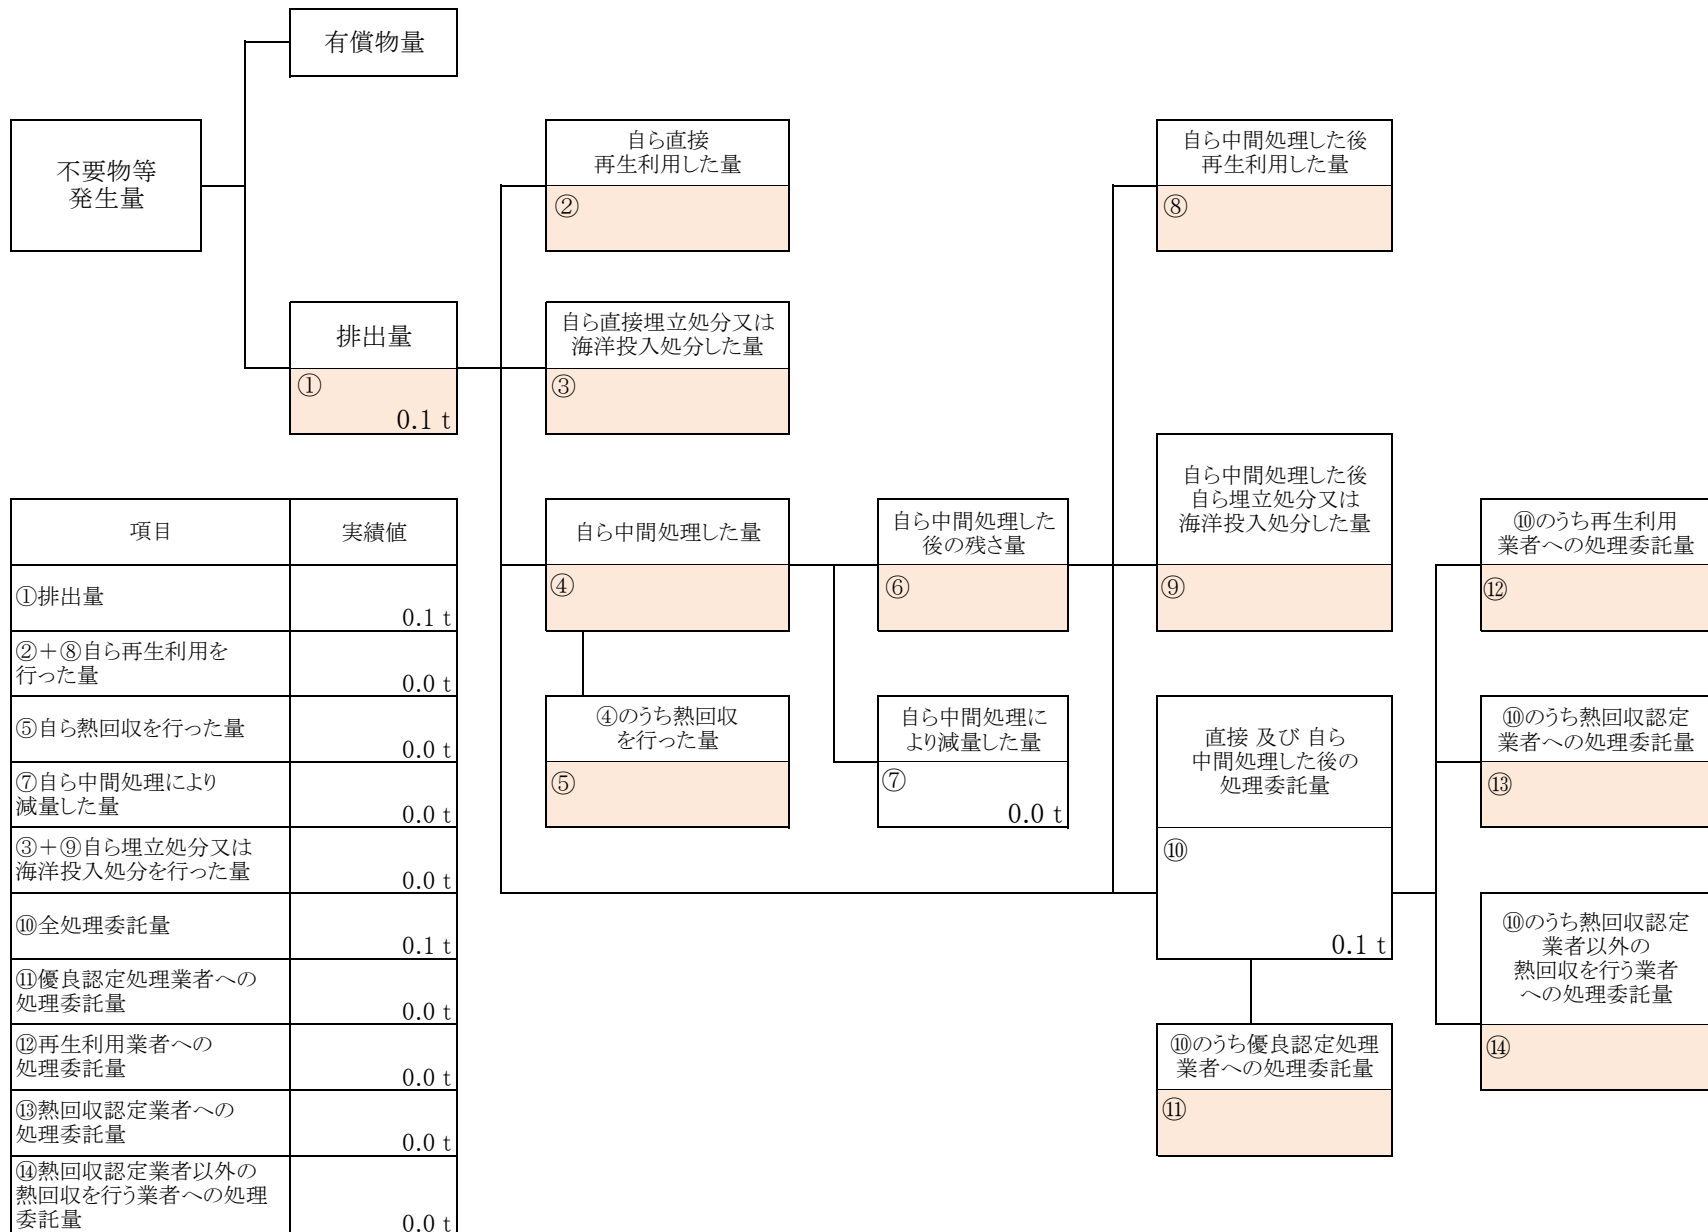 有償物量
不要物等
発生量
自ら直接
再生利用した量
②
自ら中間処理した後
再生利用した量
⑧
排出量
①
0.1 t
自ら直接埋立処分又は
海洋投入処分した量
③
自ら中間処理した量
④
自ら中間処理した
後の残さ量
⑥
自ら中間処理した後
自ら埋立処分又は
海洋投入処分した量
⑨
⑩のうち再生利用
業者への処理委託量
⑫
④のうち熱回収
を行った量
⑤
自ら中間処理に
より減量した量
⑦
0.0 t
直接 及び 自ら
中間処理した後の
処理委託量
⑩
0.1 t
⑩のうち熱回収認定
業者への処理委託量
⑬
⑩のうち熱回収認定
業者以外の
熱回収を行う業者
への処理委託量
⑭
⑩のうち優良認定処理
業者への処理委託量
⑪
項目 実績値
①排出量
0.1 t
②＋⑧自ら再生利用を
行った量
0.0 t
⑤自ら熱回収を行った量
0.0 t
⑦自ら中間処理により
減量した量
0.0 t
③＋⑨自ら埋立処分又は
海洋投入処分を行った量
0.0 t
⑩全処理委託量
0.1 t
⑪優良認定処理業者への
処理委託量
0.0 t
⑫再生利用業者への
処理委託量
0.0 t
⑬熱回収認定業者への
処理委託量
0.0 t
⑭熱回収認定業者以外の
熱回収を行う業者への処理
委託量
0.0 t